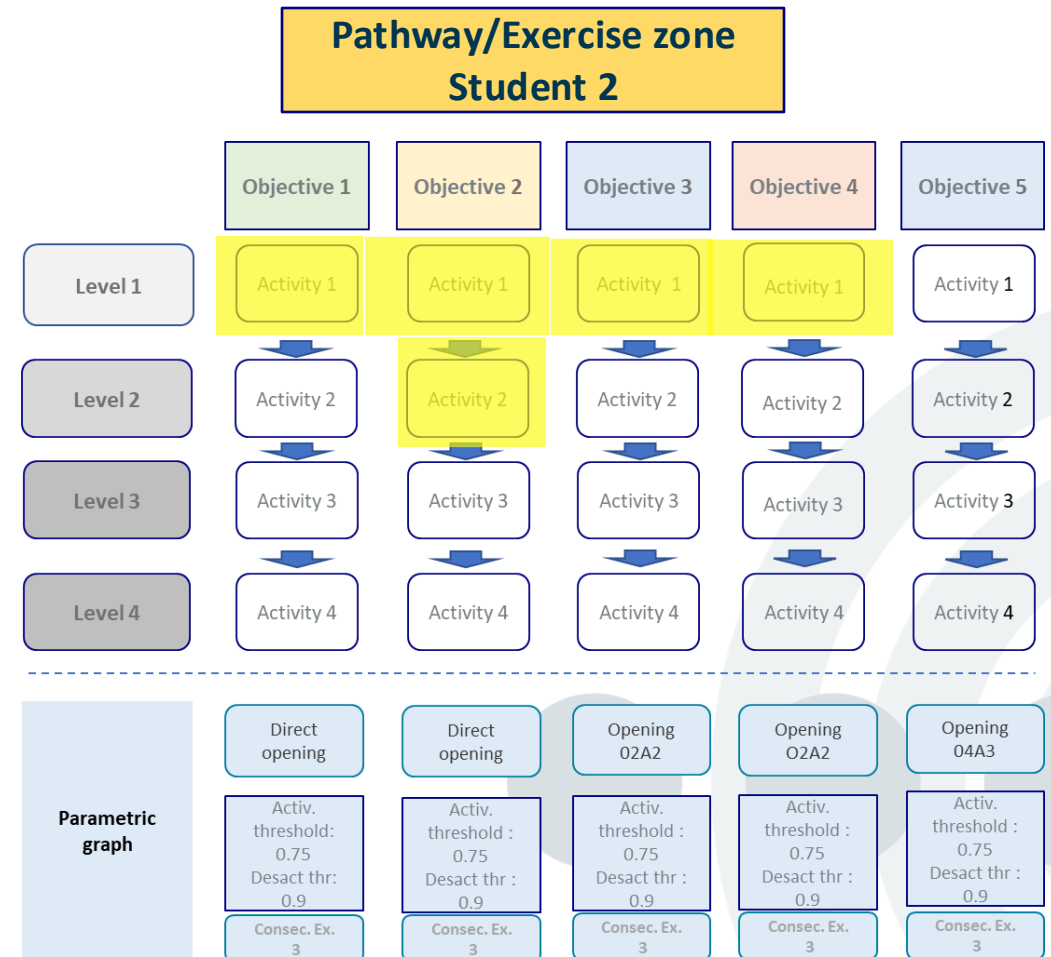 Pathway/Exercise zone
Student 2
Objective 1
Objective 2
Objective 3
Objective 4
Objective 5
Level 1
Activity 1
Activity 1
Activity 1
Activity 1
Activity 1
Level 2
Activity 2
Activity 2
Activity 2
Activity 2
Activity 2
Level 3
Activity 3
Activity 3
Activity 3
Activity 3
Activity 3
Level 4
Activity 4
Activity 4
Activity 4
Activity 4
Activity 4
Parametric
graph
Direct
opening
Direct
opening
Opening
02A2
Opening
O2A2
Opening
04A3
Activ.
threshold:
0.75
Desact thr:
0.9
Activ.
threshold :
0.75
Desact thr :
0.9
Activ.
threshold :
0.75
Desact thr :
0.9
Activ.
threshold :
0.75
Desact thr :
0.9
Activ.
threshold :
0.75
Desact thr :
0.9
Consec. Ex.
3
Consec. Ex.
3
Consec. Ex.
3
Consec. Ex.
3
Consec. Ex.
3